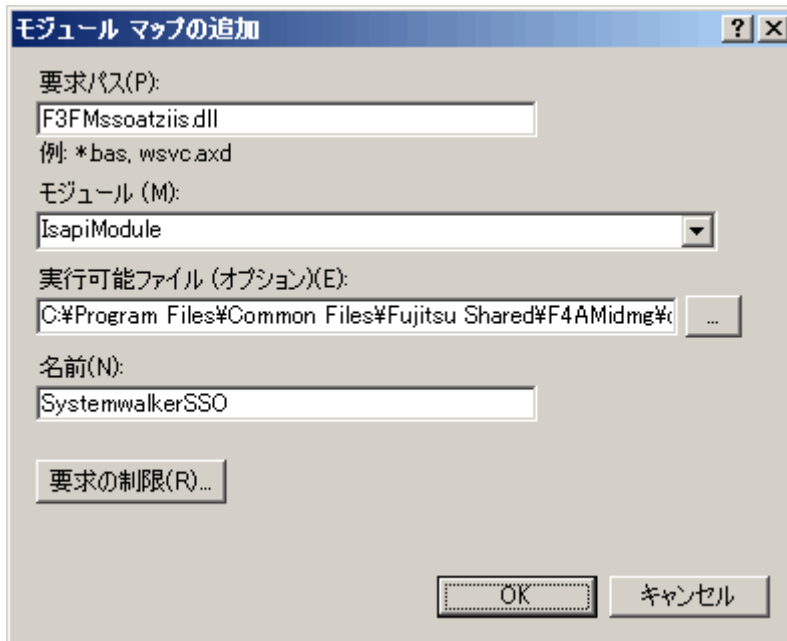 モジュール マップの追加
要求パス(P):
F3FMssoatziis.dll
例: *.bas, wsvc.axd
モジュール (M):
IsapiModule
実行可能ファイル (オプション)(E):
C:¥Program Files¥Common Files¥Fujitsu Shared¥F4AMidmg¥
...
名前(N):
SystemwalkerSSO
要求の制限(R)...
OK
キャンセル